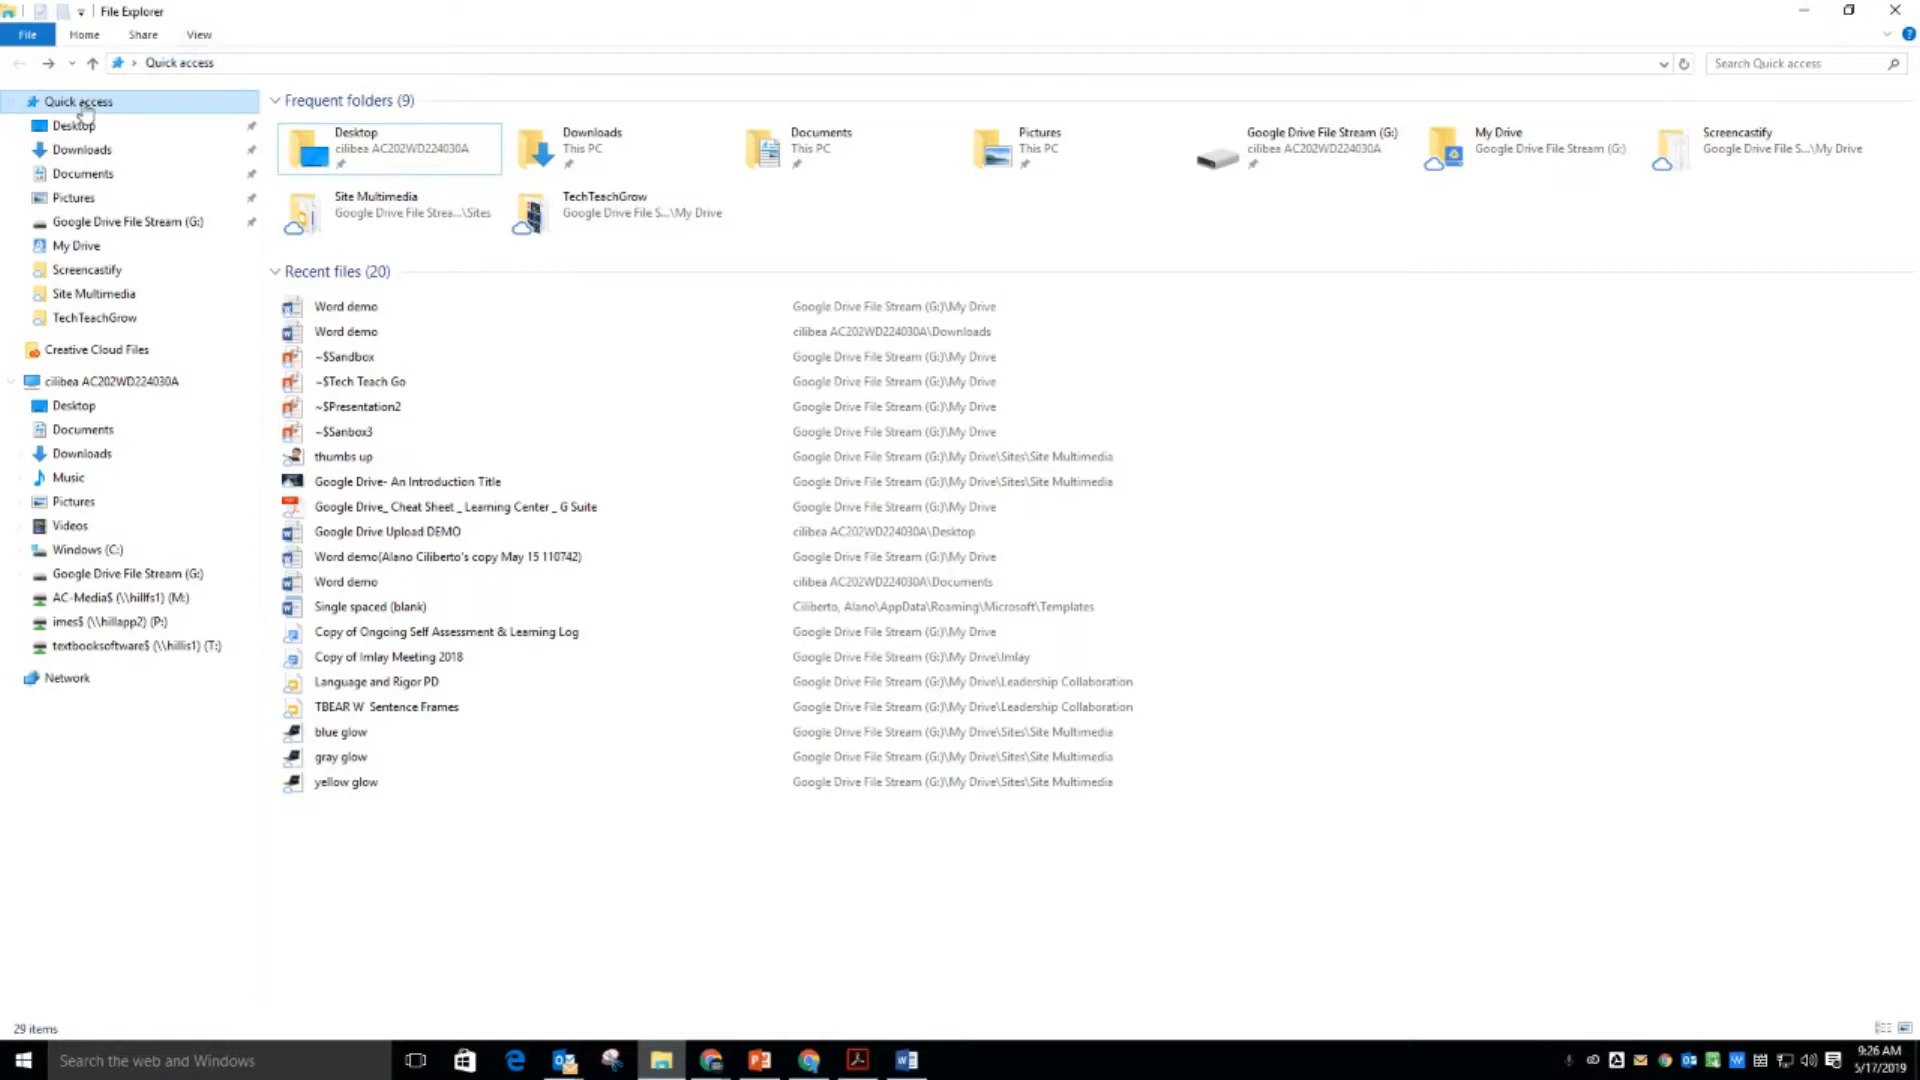 File Explorer
File Home Share View
Quick access
Search Quick access
Quick access
Desktop
Downloads
Documents
Pictures
Google Drive File Stream (G:)
My Drive
Screencastify
Site Multimedia
TechTeachGrow
Creative Cloud Files
cilibea AC202WD224030A
Desktop
Documents
Downloads
Music
Pictures
Videos
Windows (C:)
Google Drive File Stream (G:)
AC-Media$ (\\hillfs1) (M:)
imes$ (\\hillapp2) (P:)
textbooksoftware$ (\\hillis1) (T:)
Network
Frequent folders (9)
Desktop
cilibea AC202WD224030A
Downloads
This PC
Documents
This PC
Pictures
This PC
Google Drive File Stream (G:)
cilibea AC202WD224030A
My Drive
Google Drive File Stream (G:)
Screencastify
Google Drive File S...\My Drive
Site Multimedia
Google Drive File Strea...\Sites
TechTeachGrow
Google Drive File S...\My Drive
Recent files (20)
Word demo Google Drive File Stream (G:)\My Drive
Word demo cilibea AC202WD224030A\Downloads
~$Sandbox Google Drive File Stream (G:)\My Drive
~$Tech Teach Go Google Drive File Stream (G:)\My Drive
~$Presentation2 Google Drive File Stream (G:)\My Drive
~$Sanbox3 Google Drive File Stream (G:)\My Drive
thumbs up Google Drive File Stream (G:)\My Drive\Sites\Site Multimedia
Google Drive- An Introduction Title Google Drive File Stream (G:)\My Drive\Sites\Site Multimedia
Google Drive_ Cheat Sheet _ Learning Center _ G Suite Google Drive File Stream (G:)\My Drive
Google Drive Upload DEMO cilibea AC202WD224030A\Desktop
Word demo(Alano Ciliberto's copy May 15 110742) Google Drive File Stream (G:)\My Drive
Word demo cilibea AC202WD224030A\Documents
Single spaced (blank) Ciliberto, Alano\AppData\Roaming\Microsoft\Templates
Copy of Ongoing Self Assessment & Learning Log Google Drive File Stream (G:)\My Drive
Copy of Imlay Meeting 2018 Google Drive File Stream (G:)\My Drive\Imlay
Language and Rigor PD Google Drive File Stream (G:)\My Drive\Leadership Collaboration
TBEAR W Sentence Frames Google Drive File Stream (G:)\My Drive\Leadership Collaboration
blue glow Google Drive File Stream (G:)\My Drive\Sites\Site Multimedia
gray glow Google Drive File Stream (G:)\My Drive\Sites\Site Multimedia
yellow glow Google Drive File Stream (G:)\My Drive\Sites\Site Multimedia
29 items
Search the web and Windows
9:26 AM
5/17/2019